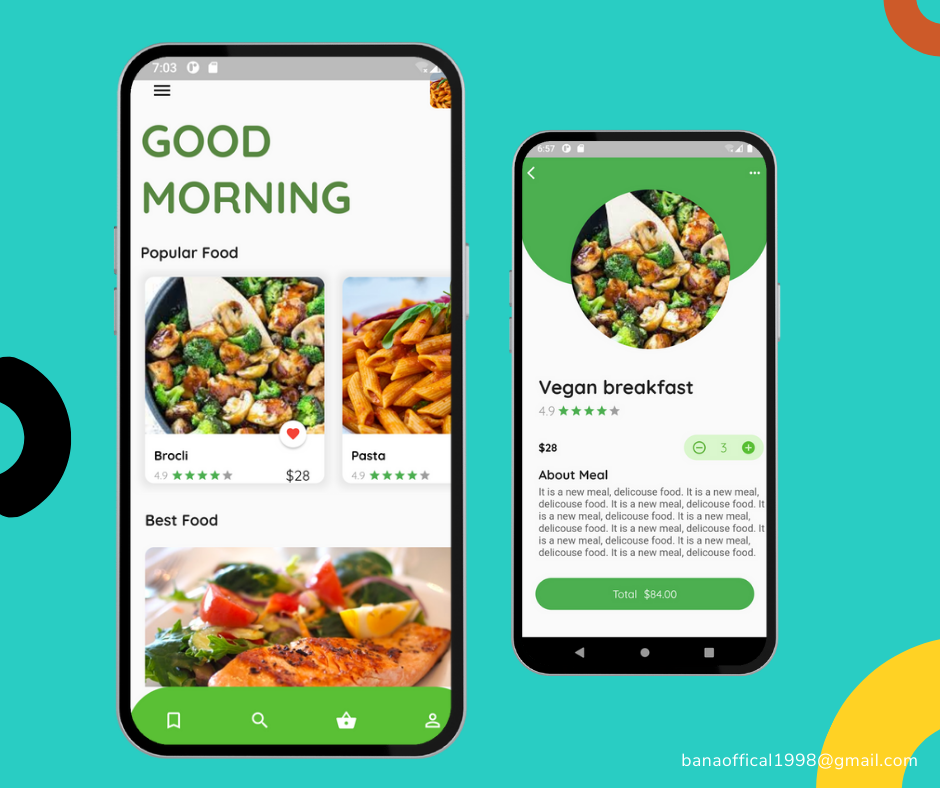 7:03
GOOD
MORNING
Popular Food
Brocli
4.9
$28
Pasta
4.9
Best Food
6:57
Vegan breakfast
4.9
$28
3
About Meal
It is a new meal, delicouse food. It is a new meal,
delicouse food. It is a new meal, delicouse food. It
is a new meal, delicouse food. It is a new meal,
delicouse food. It is a new meal, delicouse food. It
is a new meal, delicouse food. It is a new meal,
delicouse food. It is a new meal, delicouse food.
Total $84.00
banaoffical1998@gmail.com